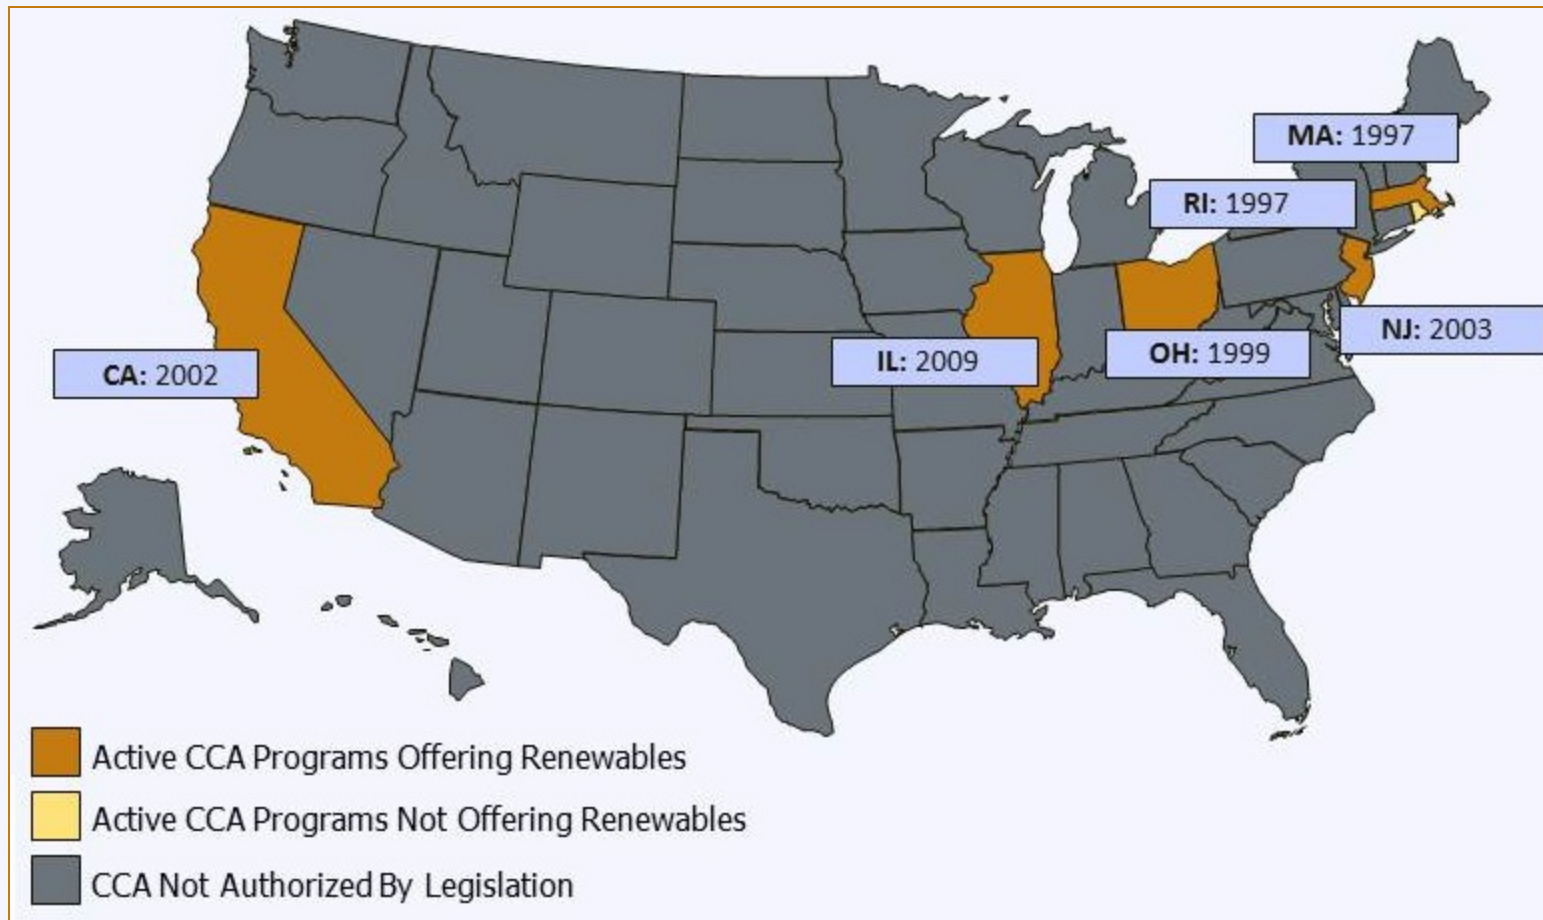 MA: 1997
RI: 1997
NJ: 2003
OH: 1999
IL: 2009
CA: 2002
Active CCA Programs Offering Renewables
Active CCA Programs Not Offering Renewables
CCA Not Authorized By Legislation